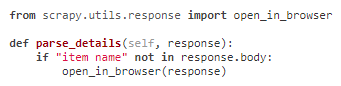 from scrapy.utils.response import open_in_browser
def parse_details(self, response):
    if "item name" not in response.body:
        open_in_browser(response)